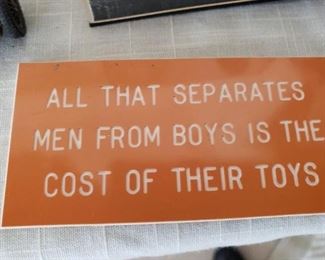 ALL THAT SEPARATES
MEN FROM BOYS IS THE
COST OF THEIR TOYS